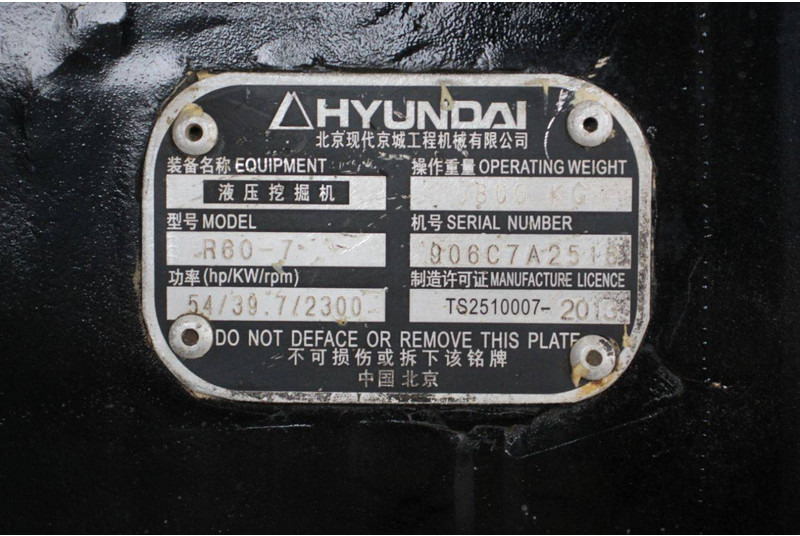 HYUNDAI
北京现代京城工程机械有限公司
装备名称 EQUIPMENT
操作重量 OPERATING WEIGHT
液压挖掘机
KG
型号 MODEL
机号 SERIAL NUMBER
R60-7
906C7A2518
功率 (hp/KW/rpm)
制造许可证 MANUFACTURE LICENCE
54/39.7/2300
TS2510007-2013
DO NOT DEFACE OR REMOVE THIS PLATE
不可损伤或拆下该铭牌
中国 北京